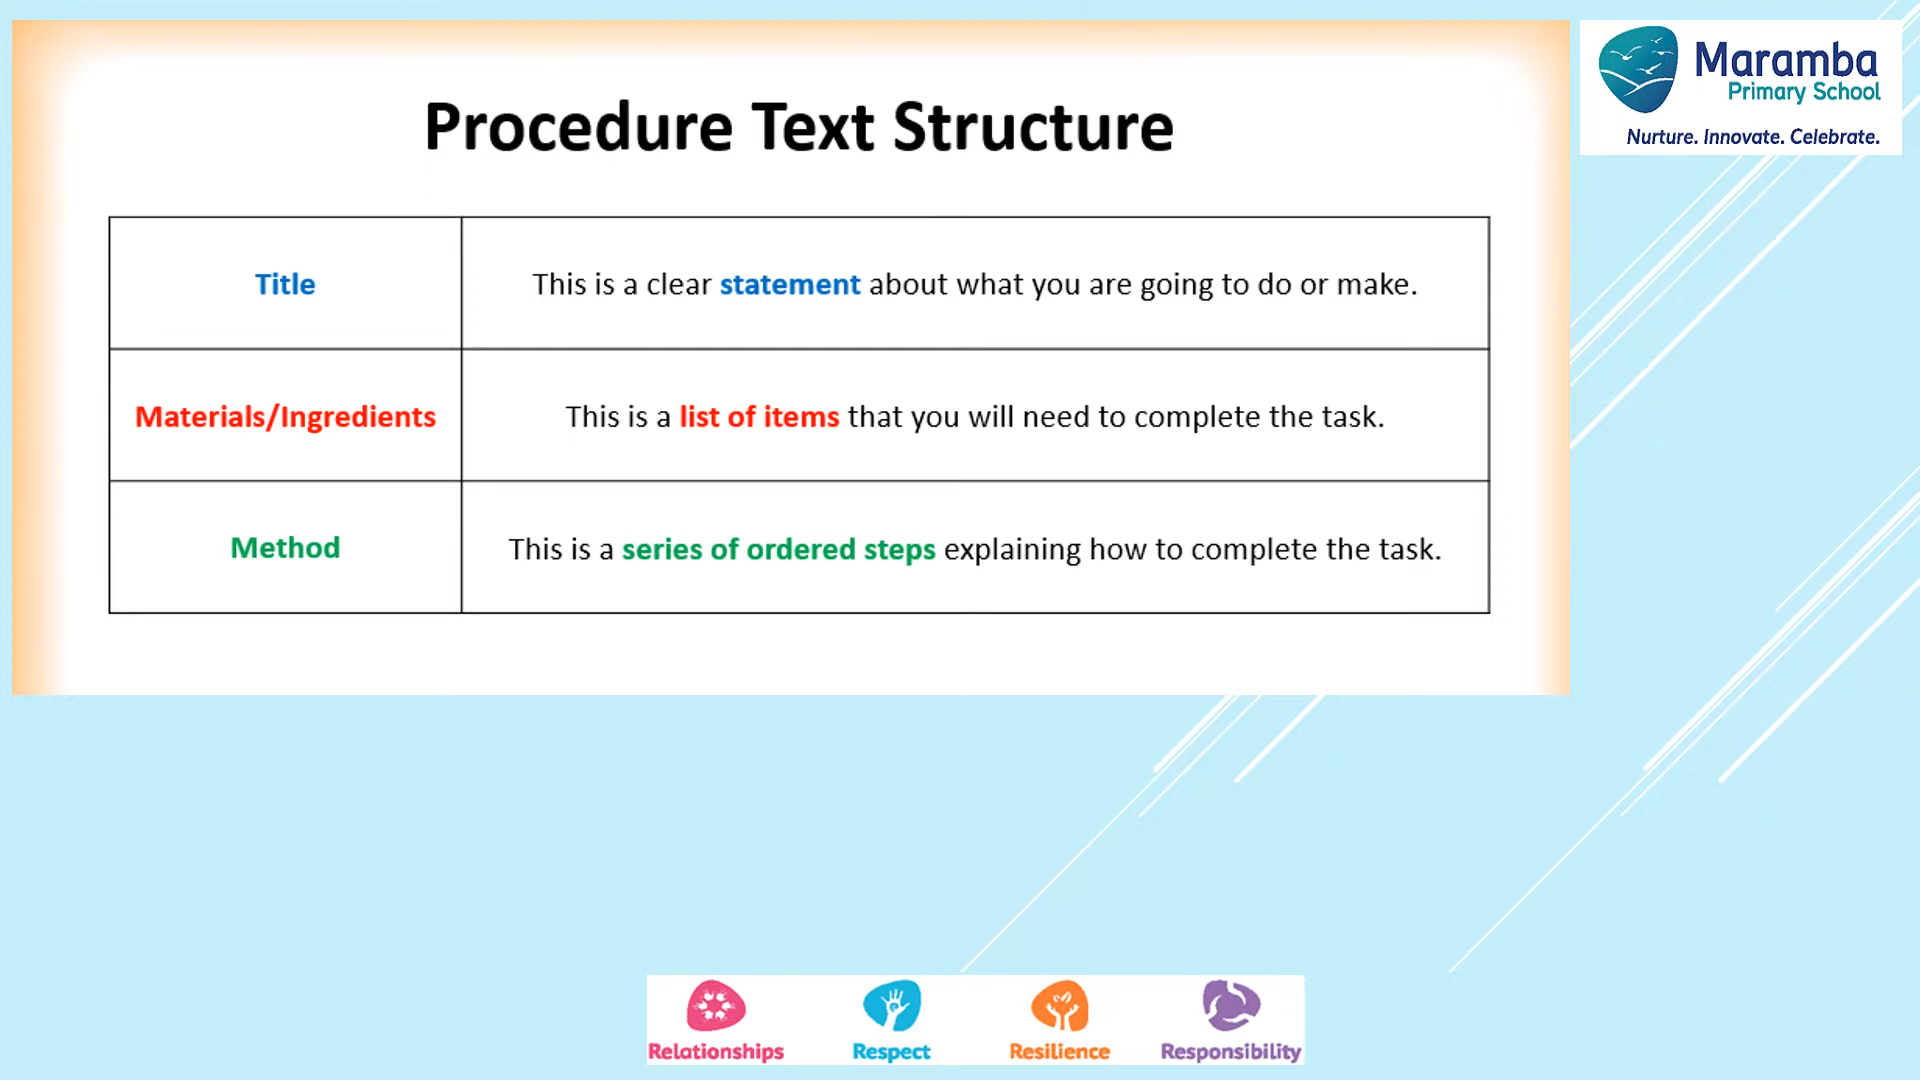 Maramba
Primary School
Nurture. Innovate. Celebrate.
Procedure Text Structure
Title
This is a clear statement about what you are going to do or make.
Materials/Ingredients
This is a list of items that you will need to complete the task.
Method
This is a series of ordered steps explaining how to complete the task.
Relationships
Respect
Resilience
Responsibility